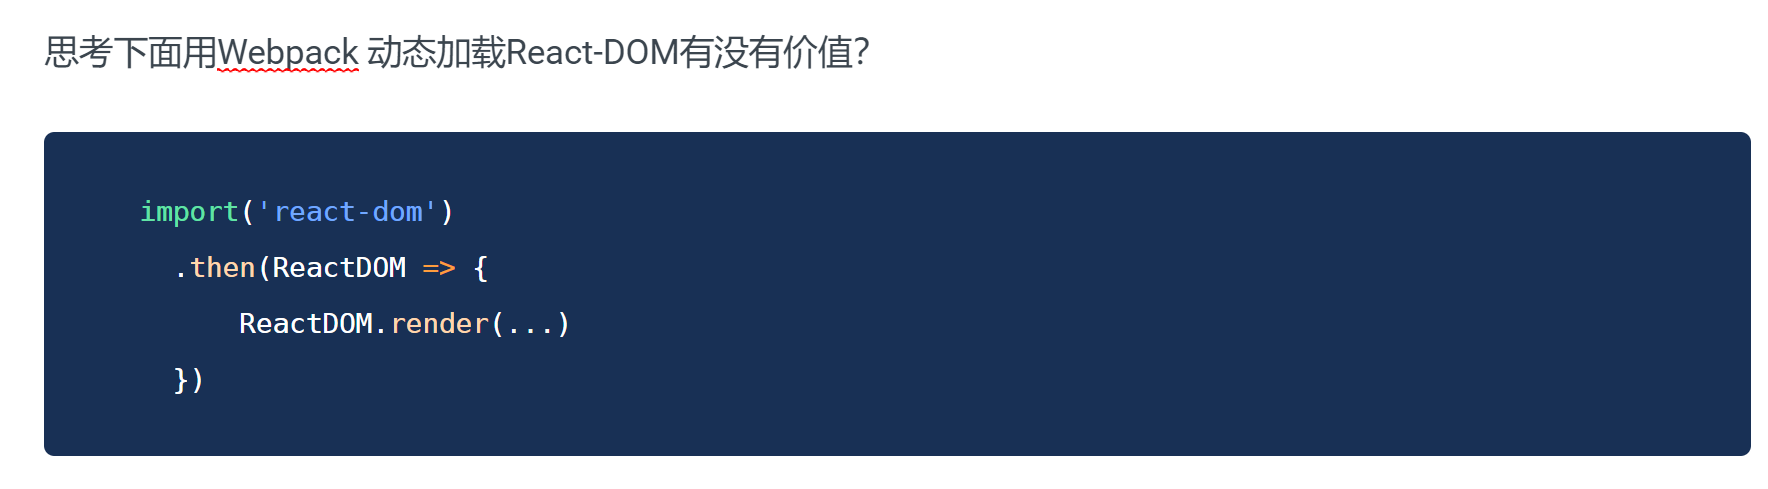 思考下面用Webpack 动态加载React-DOM有没有价值？
import('react-dom')
.then(ReactDOM => {
ReactDOM.render(...)
})